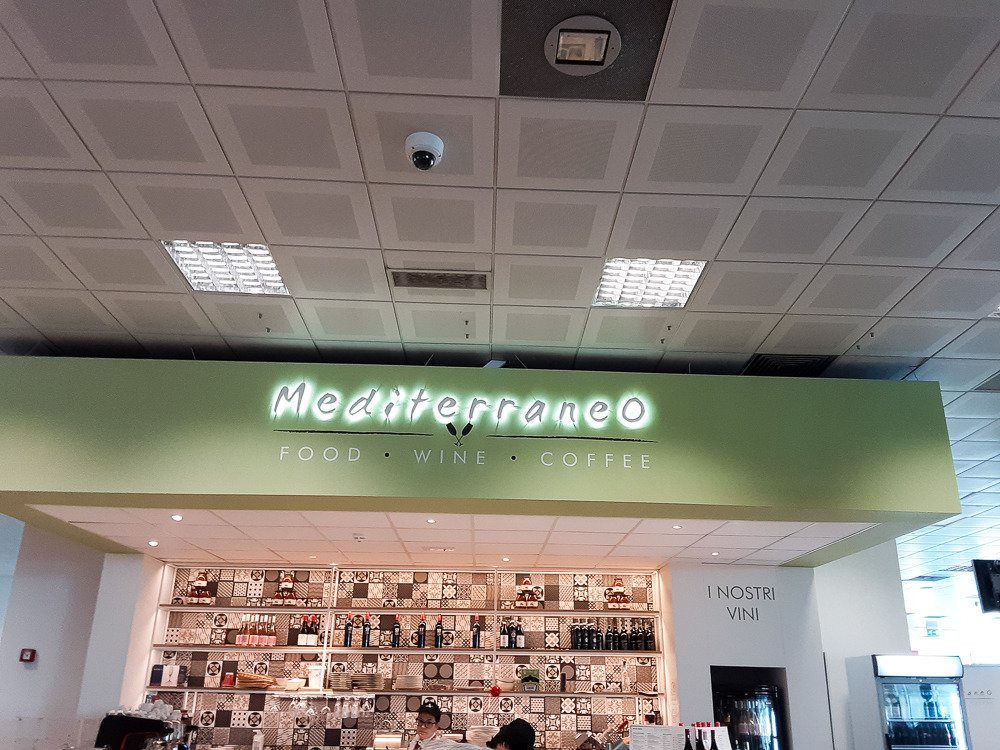 MediterraneO
FOOD • WINE • COFFEE
I NOSTRI
VINI